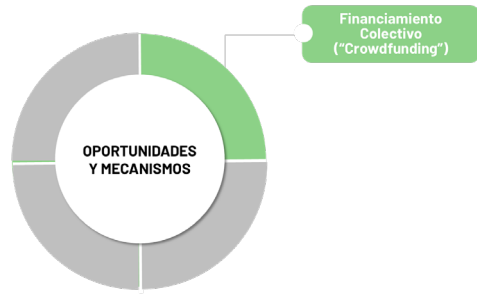 Financiamiento
Colectivo
(“Crowdfunding”)
OPORTUNIDADES
Y MECANISMOS